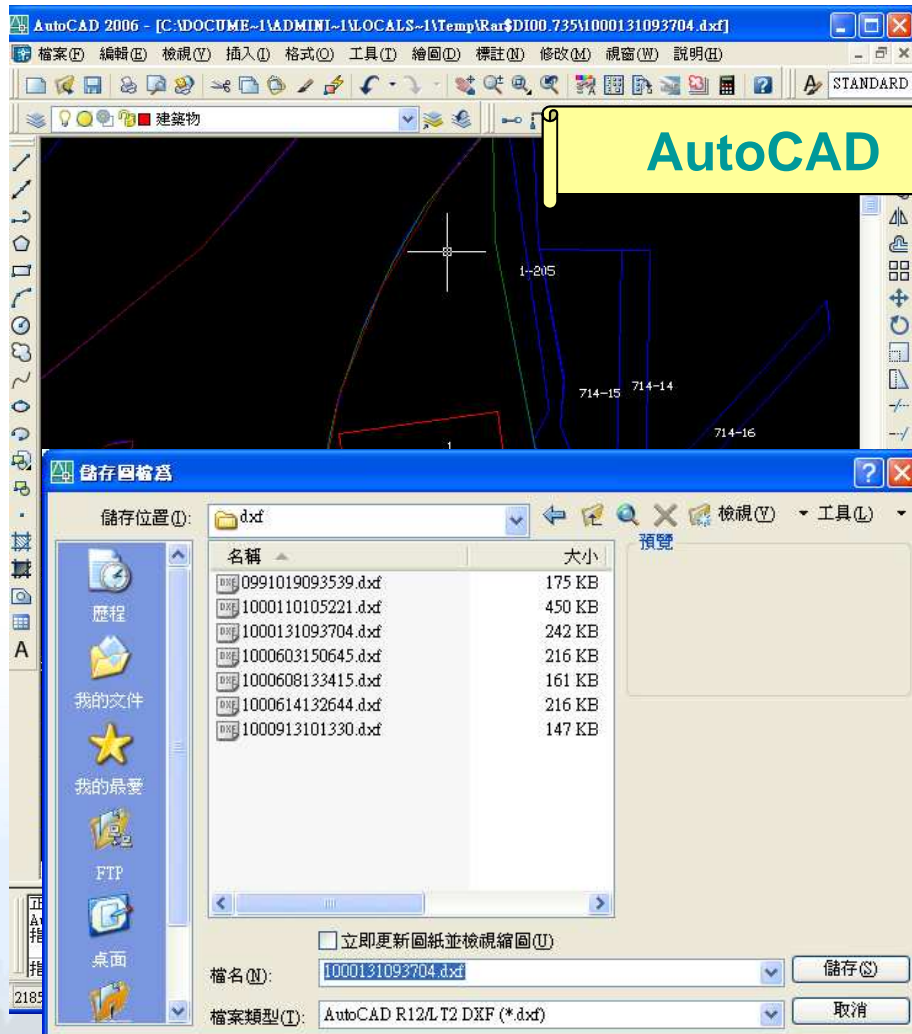 AutoCAD 2006 - [C:\DOCUME~1\ADMINI~1\LOCALS~1\Temp\Rar$DI00.735\1000131093704.dxf]
檔案(F) 編輯(E) 檢視(V) 插入(I) 格式(O) 工具(T) 繪圖(D) 標註(N) 修改(M) 視窗(W) 說明(H)
STANDARD
建築物
AutoCAD
1--205
714-15 714-14
714-16
1
A
儲存圖檔為
儲存位置(I): dxf 檢視(V) 工具(L)
名稱 大小 預覽
0991019093539.dxf 175 KB
1000110105221.dxf 450 KB
1000131093704.dxf 242 KB
1000603150645.dxf 216 KB
1000608133415.dxf 161 KB
1000614132644.dxf 216 KB
1000913101330.dxf 147 KB
歷程
我的文件
我的最愛
FTP
桌面
立即更新圖紙並檢視縮圖(U)
檔名(N): 1000131093704.dxf 儲存(S)
檔案類型(T): AutoCAD R12/LT2 DXF (*.dxf) 取消
正
指
指
2185